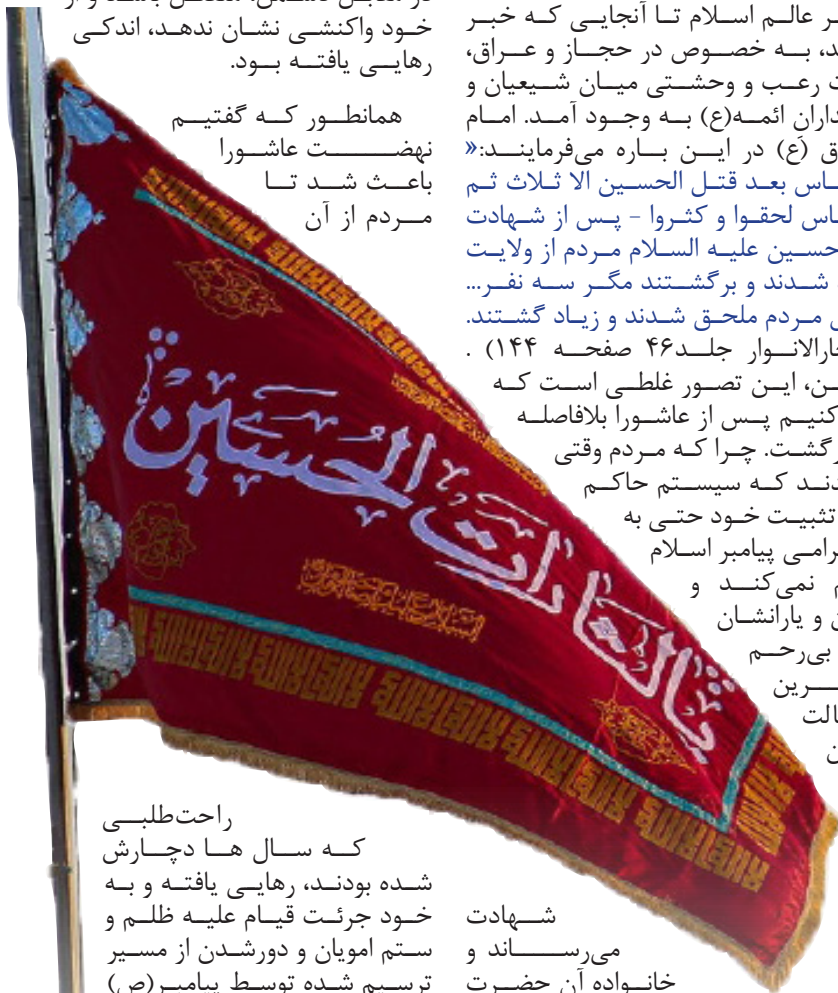 ر عالم اسلام تا آنجایی که خبر
د، به خصوص در حجاز و عراق،
ت رعب و وحشتی میان شیعیان و
داران ائمه(ع) به وجود آمد. امام
ق (ع) در این باره می‌فرمایند:«
اس بعد قتل الحسین الا ثلاث ثم
اس لحقوا و کثروا - پس از شهادت
حسین علیه السلام مردم از ولایت
شدند و برگشتند مگر سه نفر...
ی مردم ملحق شدند و زیاد گشتند.
حارالانوار جلد۴۶ صفحه ۱۴۴) .
ن، این تصور غلطی است که
کنیم پس از عاشورا بلافاصله
رگشت. چرا که مردم وقتی
دند که سیستم حاکم
تثبیت خود حتی به
رامی پیامبر اسلام
م نمی‌کند و
ن و یارانشان
بی‌رحم
رین
الت
ن
شهادت
می‌رساند و
خانواده آن حضرت
خود واکنشی نشان ندهد، اندکی
رهایی یافته بود.
همانطور که گفتیم
نهضت عاشورا
باعث شد تا
مردم از آن
یالثارات الحسین
راحت‌طلبی
که سال ها دچارش
شده بودند، رهایی یافته و به
خود جرئت قیام علیه ظلم و
ستم امویان و دورشدن از مسیر
ترسیم شده توسط پیامبر(ص)